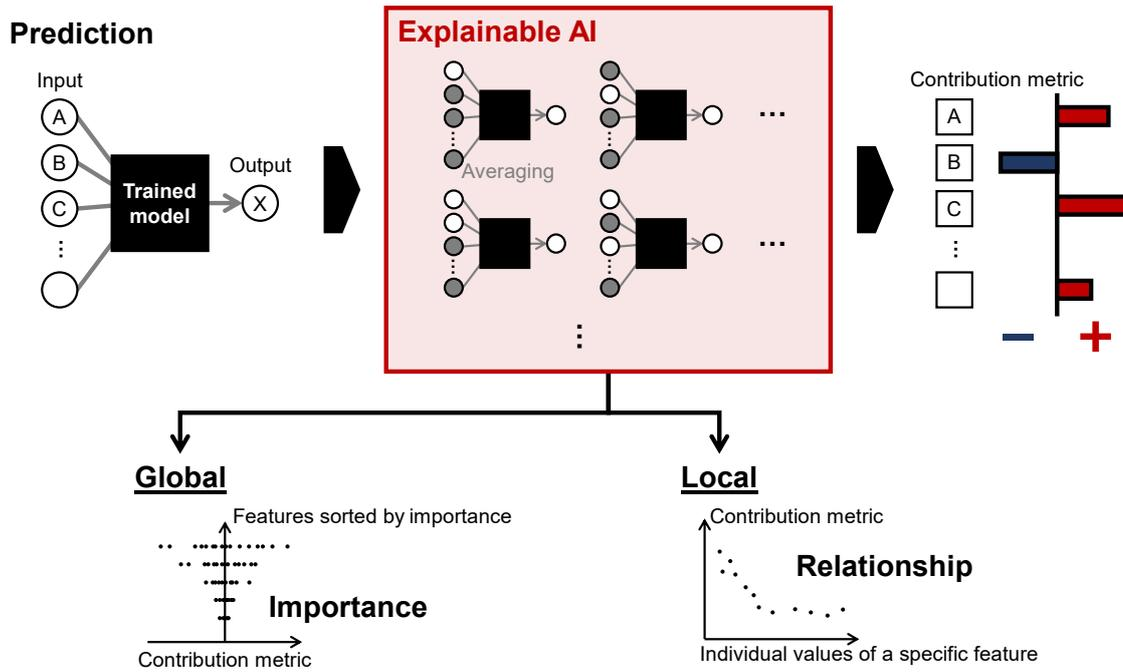 Prediction
Input
A
B
C
⋮
Trained
model
Output
X
Explainable AI
...
Averaging
...
⋮
Contribution metric
A
B
C
⋮
− +
Global
Features sorted by importance
Importance
Contribution metric
Local
Contribution metric
Relationship
Individual values of a specific feature